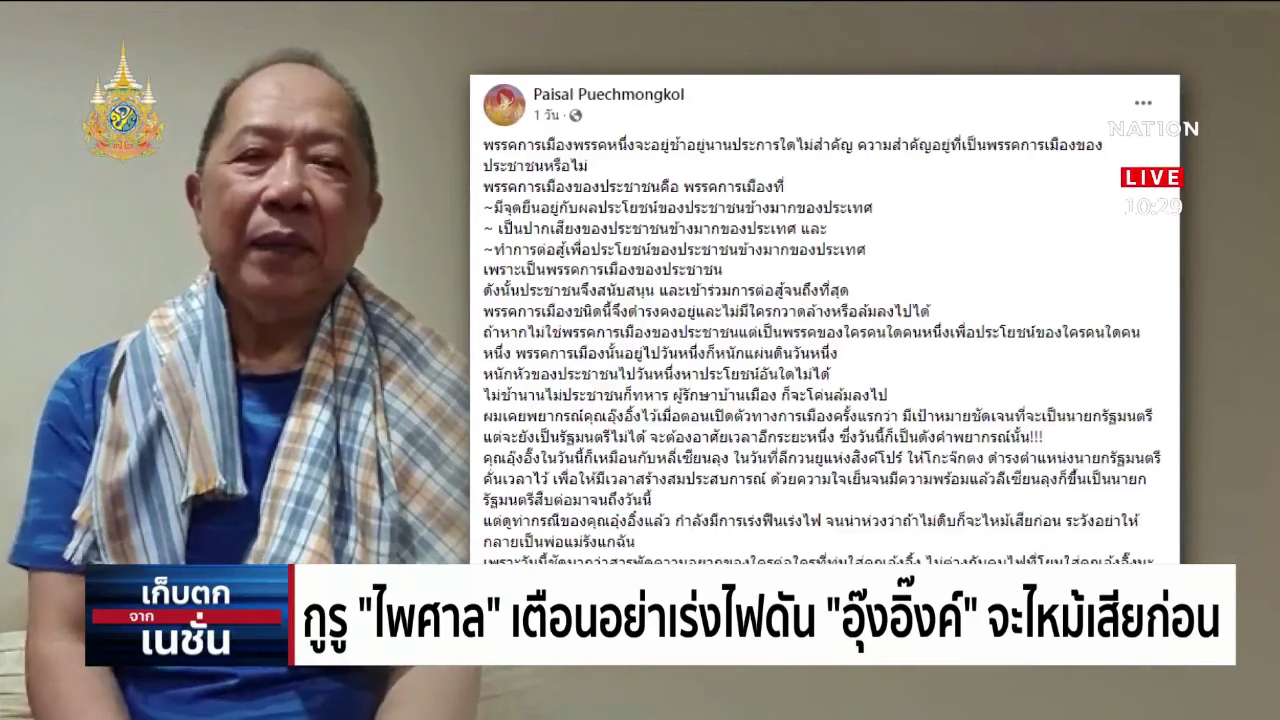 Paisal Puechmongkol
1 วัน ·
NATION
LIVE
10:29
พรรคการเมืองพรรคหนึ่งจะอยู่ช้าอยู่นานประการใดไม่สำคัญ ความสำคัญอยู่ที่เป็นพรรคการเมืองของ
ประชาชนหรือไม่
พรรคการเมืองของประชาชนคือ พรรคการเมืองที่
~มีจุดยืนอยู่กับผลประโยชน์ของประชาชนข้างมากของประเทศ
~ เป็นปากเสียงของประชาชนข้างมากของประเทศ และ
~ทำการต่อสู้เพื่อประโยชน์ของประชาชนข้างมากของประเทศ
เพราะเป็นพรรคการเมืองของประชาชน
ดังนั้นประชาชนจึงสนับสนุน และเข้าร่วมการต่อสู้จนถึงที่สุด
พรรคการเมืองชนิดนี้จึงดำรงคงอยู่และไม่มีใครกวาดล้างหรือล้มลงไปได้
ถ้าหากไม่ใช่พรรคการเมืองของประชาชนแต่เป็นพรรคของใครคนใดคนหนึ่งเพื่อประโยชน์ของใครคนใดคน
หนึ่ง พรรคการเมืองนั้นอยู่ไปวันหนึ่งก็หนักแผ่นดินวันหนึ่ง
หนักหัวของประชาชนไปวันหนึ่งหาประโยชน์อันใดไม่ได้
ไม่ช้านานไม่ประชาชนก็ทหาร ผู้รักษาบ้านเมือง ก็จะโค่นล้มลงไป
ผมเคยพยากรณ์คุณอุ๊งอิ้งไว้เมื่อตอนเปิดตัวทางการเมืองครั้งแรกว่า มีเป้าหมายชัดเจนที่จะเป็นนายกรัฐมนตรี
แต่จะยังเป็นรัฐมนตรีไม่ได้ จะต้องอาศัยเวลาอีกระยะหนึ่ง ซึ่งวันนี้ก็เป็นดังคำพยากรณ์นั้น!!!
คุณอุ๊งอิ้งในวันนี้ก็เหมือนกับหลี่เซียนลุง ในวันที่ลีกวนยูแห่งสิงค์โปร์ ให้โกะจ๊กตง ดำรงตำแหน่งนายกรัฐมนตรี
คั่นเวลาไว้ เพื่อให้มีเวลาสร้างสมประสบการณ์ ด้วยความใจเย็นจนมีความพร้อมแล้วลีเซียนลุงก็ขึ้นเป็นนายก
รัฐมนตรีสืบต่อมาจนถึงวันนี้
แต่ดูท่ากรณีของคุณอุ๋งอิ๋งแล้ว กำลังมีการเร่งฟืนเร่งไฟ จนน่าห่วงว่าถ้าไม่ดิบก็จะไหม้เสียก่อน ระวังอย่าให้
กลายเป็นพ่อแม่รังแกฉัน
เก็บตก
จาก
เนชั่น
กูรู "ไพศาล" เตือนอย่าเร่งไฟดัน "อุ๊งอิ๊งค์" จะไหม้เสียก่อน